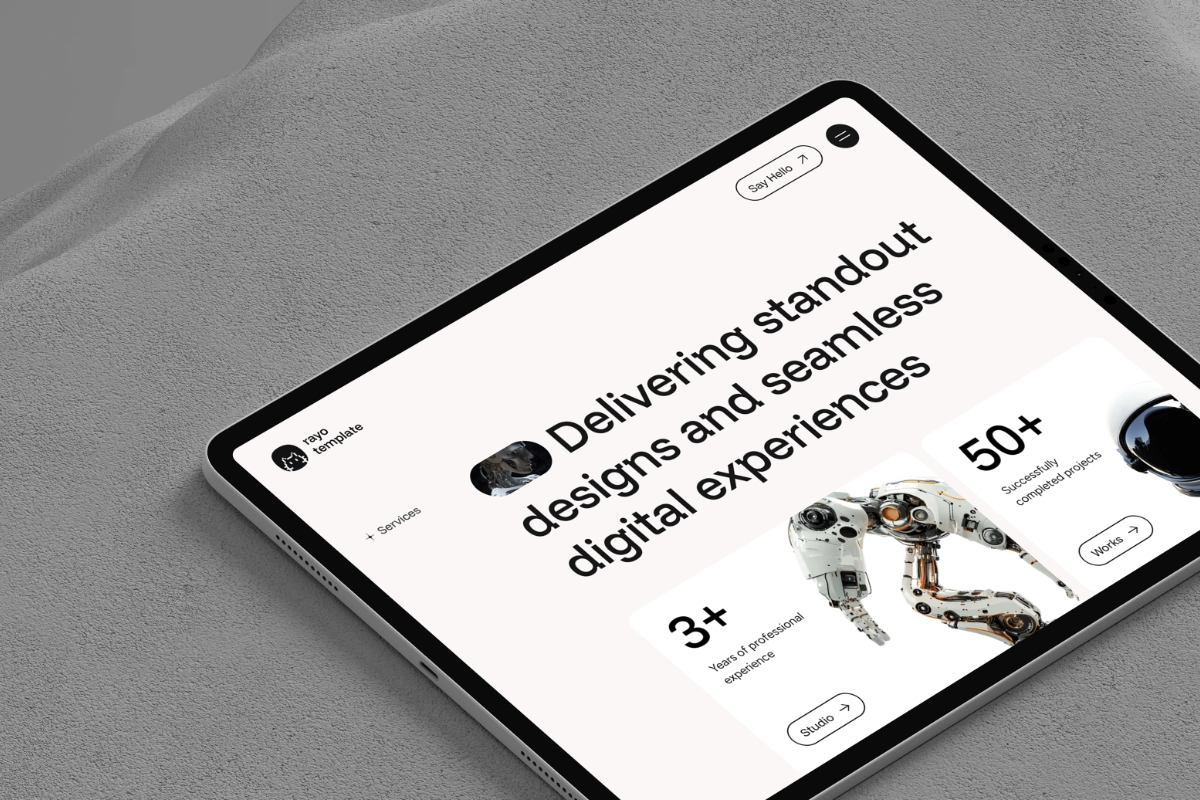 rayo
template
Say Hello
Services
Delivering standout
designs and seamless
digital experiences
3+
Years of professional
experience
Studio
50+
Successfully
completed projects
Works